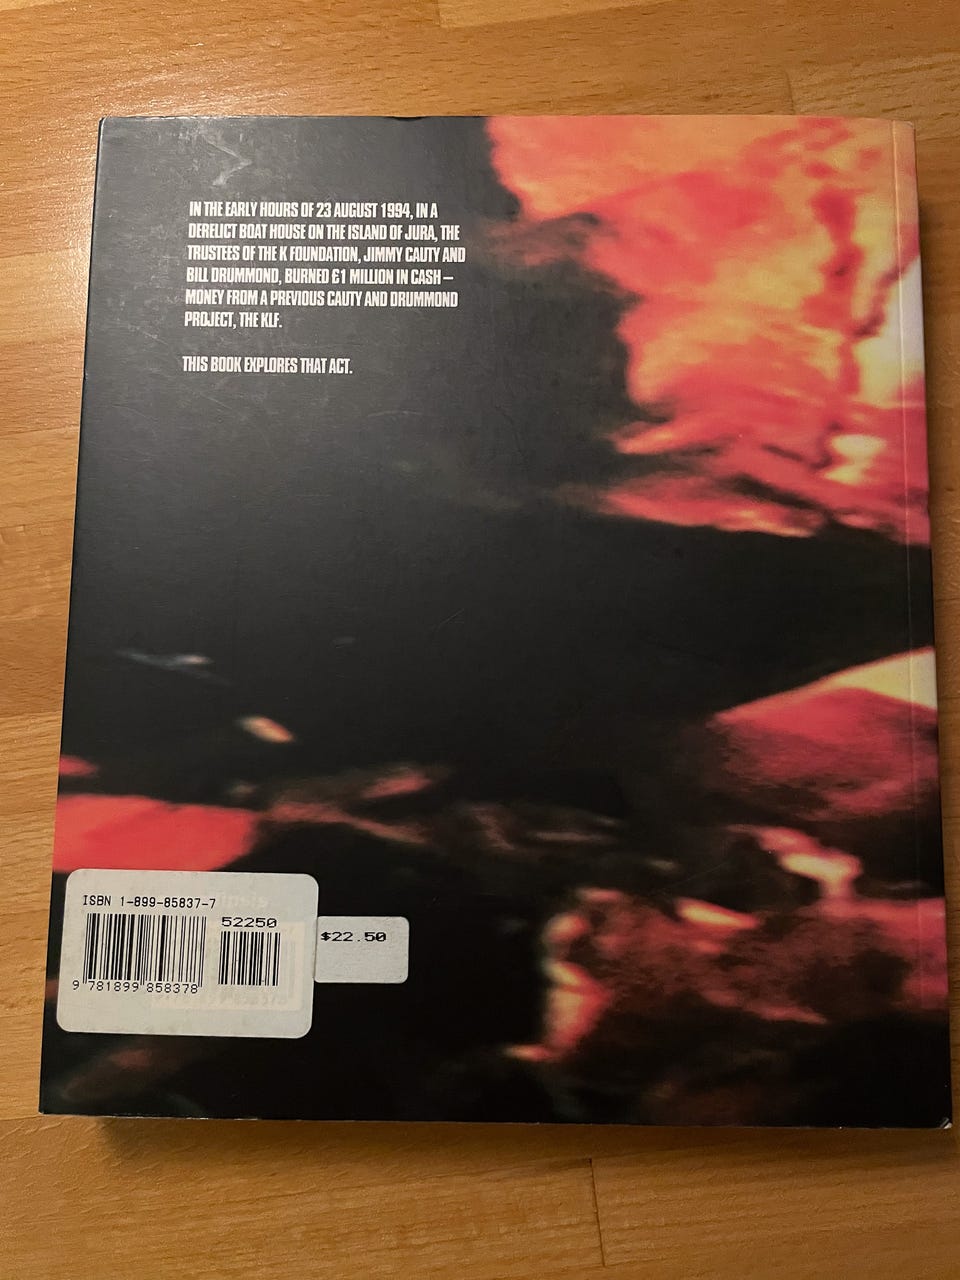 IN THE EARLY HOURS OF 23 AUGUST 1994, IN A
DERELICT BOAT HOUSE ON THE ISLAND OF JURA, THE
TRUSTEES OF THE K FOUNDATION, JIMMY CAUTY AND
BILL DRUMMOND, BURNED £1 MILLION IN CASH –
MONEY FROM A PREVIOUS CAUTY AND DRUMMOND
PROJECT, THE KLF.
THIS BOOK EXPLORES THAT ACT.
ISBN 1-899-85837-7
52250
$22.50
9 781899 858378